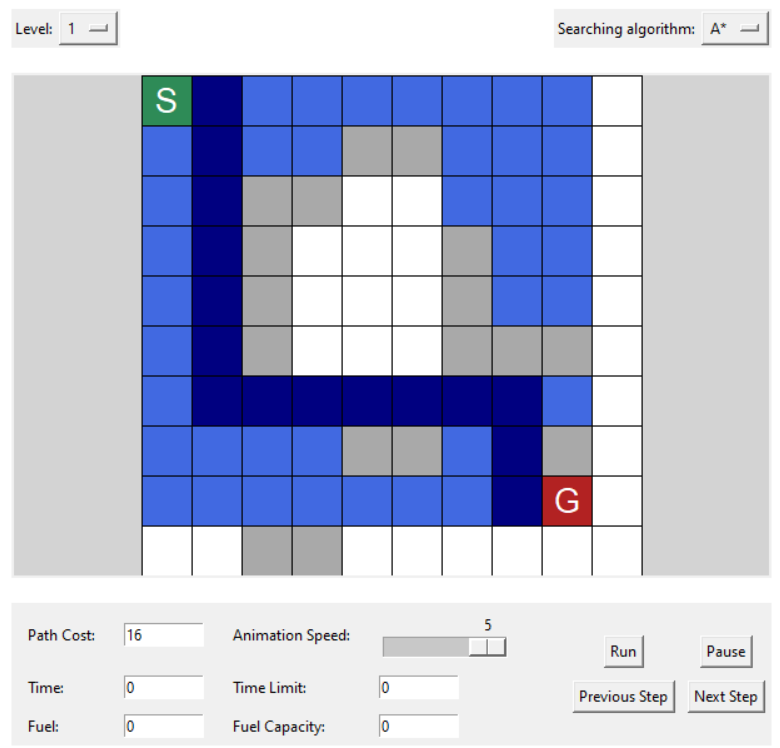 Level: 1 Searching algorithm: A*
S
G
5
Path Cost: 16 Animation Speed:
Run Pause
Time: 0 Time Limit: 0
Previous Step Next Step
Fuel: 0 Fuel Capacity: 0